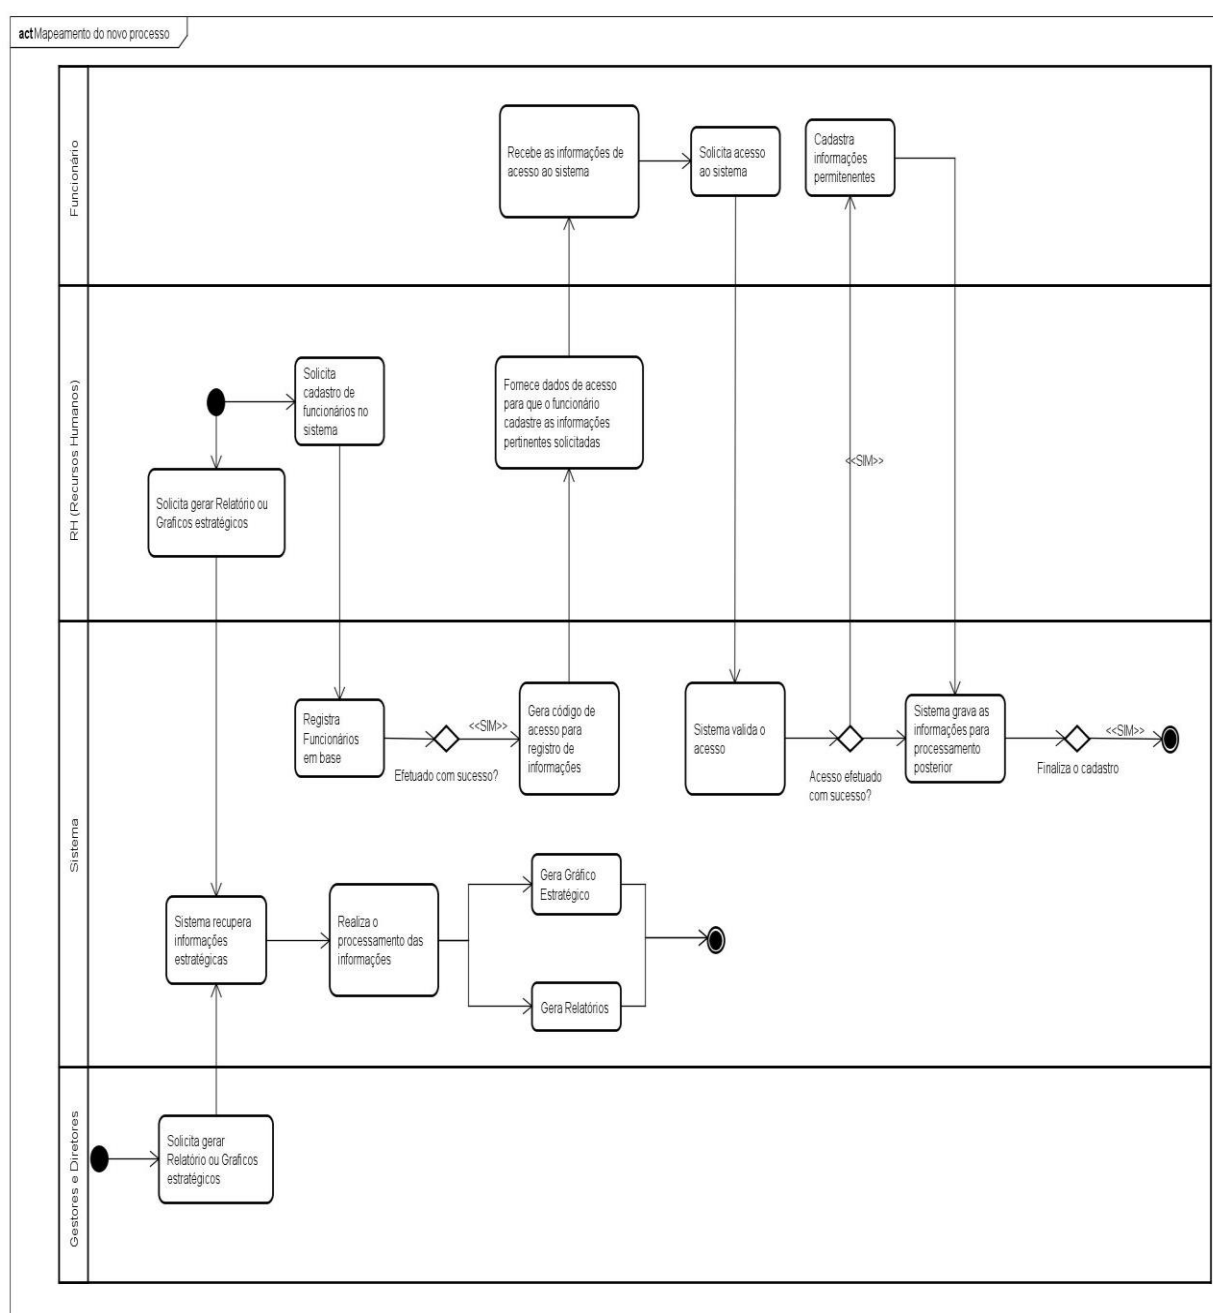 act Mapeamento do novo processo
Funcionário
Recebe as informações de
acesso ao sistema
Solicita acesso
ao sistema
Cadastra
informações
permitenentes
RH (Recursos Humanos)
Solicita
cadastro de
funcionários no
sistema
Solicita gerar Relatório ou
Graficos estratégicos
Fornece dados de acesso
para que o funcionário
cadastre as informações
pertinentes solicitadas
<<SIM>>
Sistema
Registra
Funcionários
em base
Efetuado com sucesso?
<<SIM>>
Gera código de
acesso para
registro de
informações
Sistema valida o
acesso
Acesso efetuado
com sucesso?
Sistema grava as
informações para
processamento
posterior
Finaliza o cadastro
<<SIM>>
Sistema recupera
informações
estratégicas
Realiza o
processamento das
informações
Gera Gráfico
Estratégico
Gera Relatórios
Gestores e Diretores
Solicita gerar
Relatório ou Graficos
estratégicos